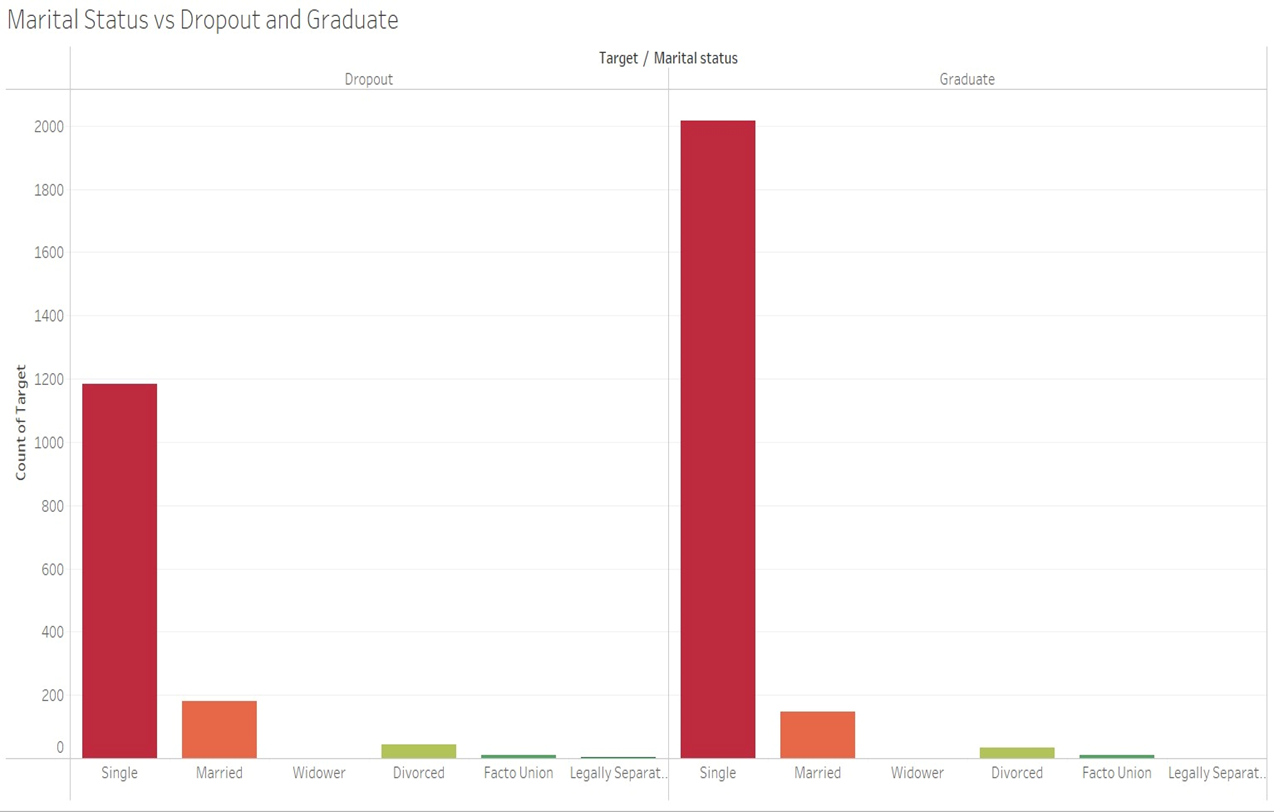 Marital Status vs Dropout and Graduate
Target / Marital status
Dropout Graduate
2000
1800
1600
1400
1200
1000
800
600
400
200
0
Count of Target
Single Married Widower Divorced Facto Union Legally Separat.. Single Married Widower Divorced Facto Union Legally Separat..